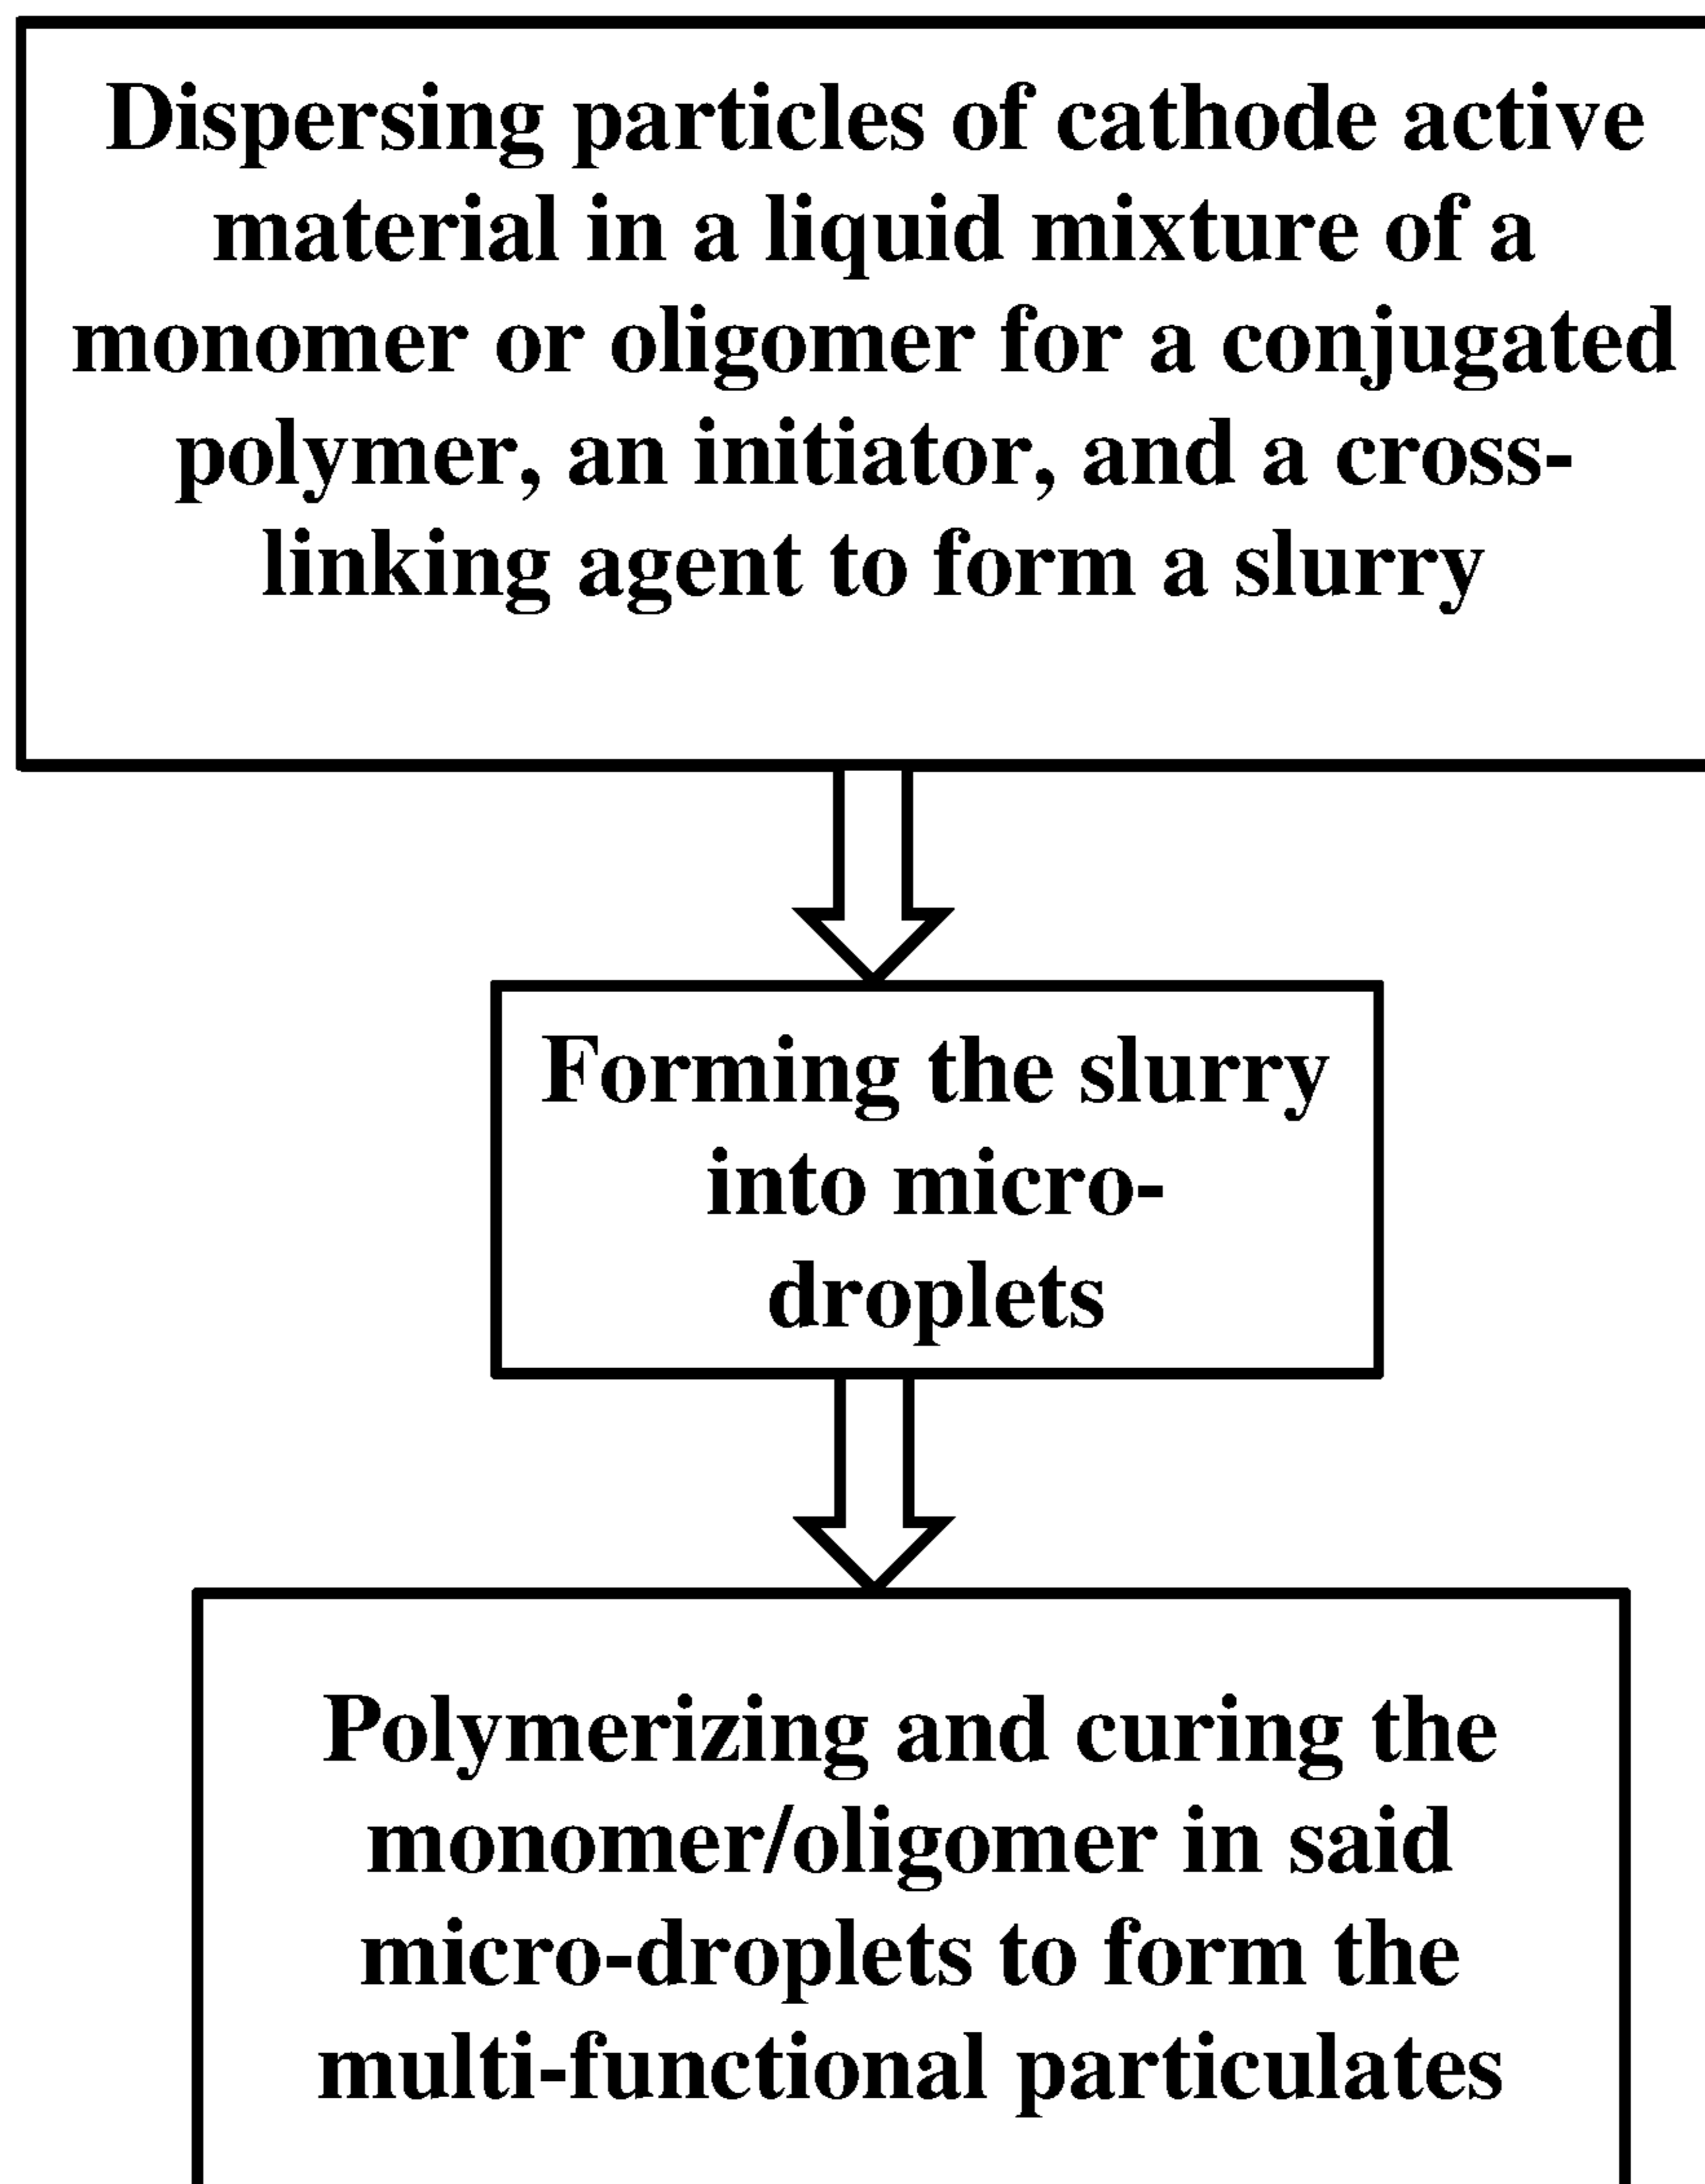 Dispersing particles of cathode active
material in a liquid mixture of a
monomer or oligomer for a conjugated
polymer, an initiator, and a cross-
linking agent to form a slurry
Forming the slurry
into micro-
droplets
Polymerizing and curing the
monomer/oligomer in said
micro-droplets to form the
multi-functional particulates